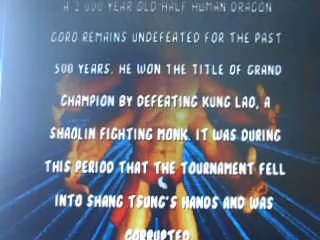 A 2,000 YEAR OLD HALF HUMAN DRAGON
GORO REMAINS UNDEFEATED FOR THE PAST
500 YEARS. HE WON THE TITLE OF GRAND
CHAMPION BY DEFEATING KUNG LAO, A
SHAOLIN FIGHTING MONK. IT WAS DURING
THIS PERIOD THAT THE TOURNAMENT FELL
INTO SHANG TSUNG'S HANDS AND WAS
CORRUPTED.